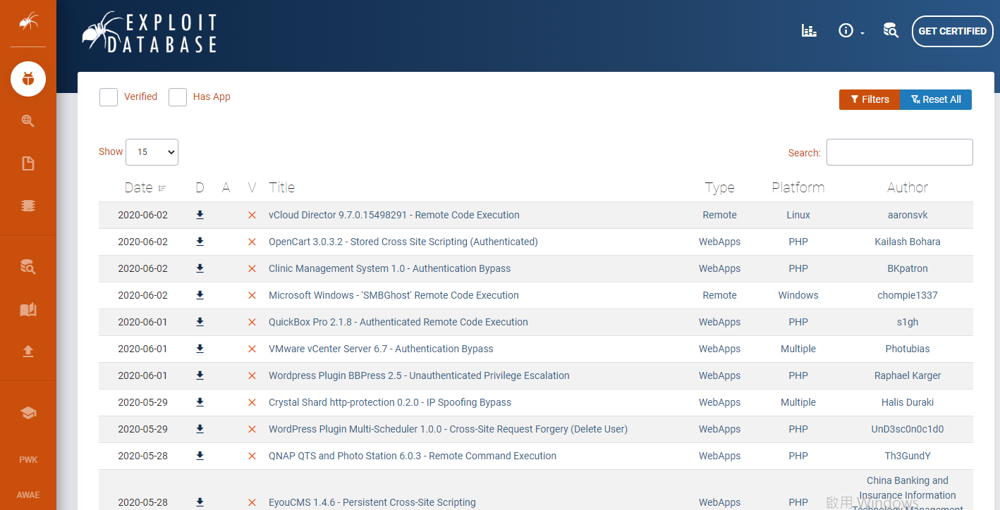 EXPLOIT
DATABASE
GET CERTIFIED
Verified Has App
Filters Reset All
Show 15 Search:
Date D A V Title Type Platform Author
2020-06-02 vCloud Director 9.7.0.15498291 - Remote Code Execution Remote Linux aaronsvk
2020-06-02 OpenCart 3.0.3.2 - Stored Cross Site Scripting (Authenticated) WebApps PHP Kailash Bohara
2020-06-02 Clinic Management System 1.0 - Authentication Bypass WebApps PHP BKpatron
2020-06-02 Microsoft Windows - 'SMBGhost' Remote Code Execution Remote Windows chompie1337
2020-06-01 QuickBox Pro 2.1.8 - Authenticated Remote Code Execution WebApps PHP s1gh
2020-06-01 VMware vCenter Server 6.7 - Authentication Bypass WebApps Multiple Photubias
2020-06-01 Wordpress Plugin BBPress 2.5 - Unauthenticated Privilege Escalation WebApps PHP Raphael Karger
2020-05-29 Crystal Shard http-protection 0.2.0 - IP Spoofing Bypass WebApps Multiple Halis Duraki
2020-05-29 WordPress Plugin Multi-Scheduler 1.0.0 - Cross-Site Request Forgery (Delete User) WebApps PHP UnD3sc0n0c1d0
2020-05-28 QNAP QTS and Photo Station 6.0.3 - Remote Command Execution WebApps PHP Th3GundY
2020-05-28 EyouCMS 1.4.6 - Persistent Cross-Site Scripting WebApps PHP China Banking and
Insurance Information
Technology Management
啟用 Windows
PWK
AWAE